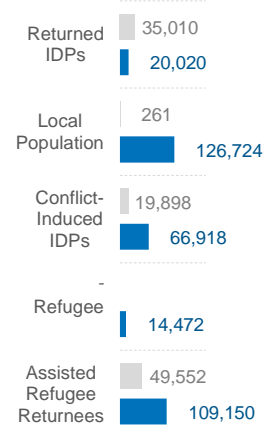 35,010
Returned
IDPs
20,020
261
Local
Population
126,724
Conflict-
19,898
Induced
IDPs
66,918
-
Refugee
14,472
Assisted
49,552
Refugee
Returnees
109,150